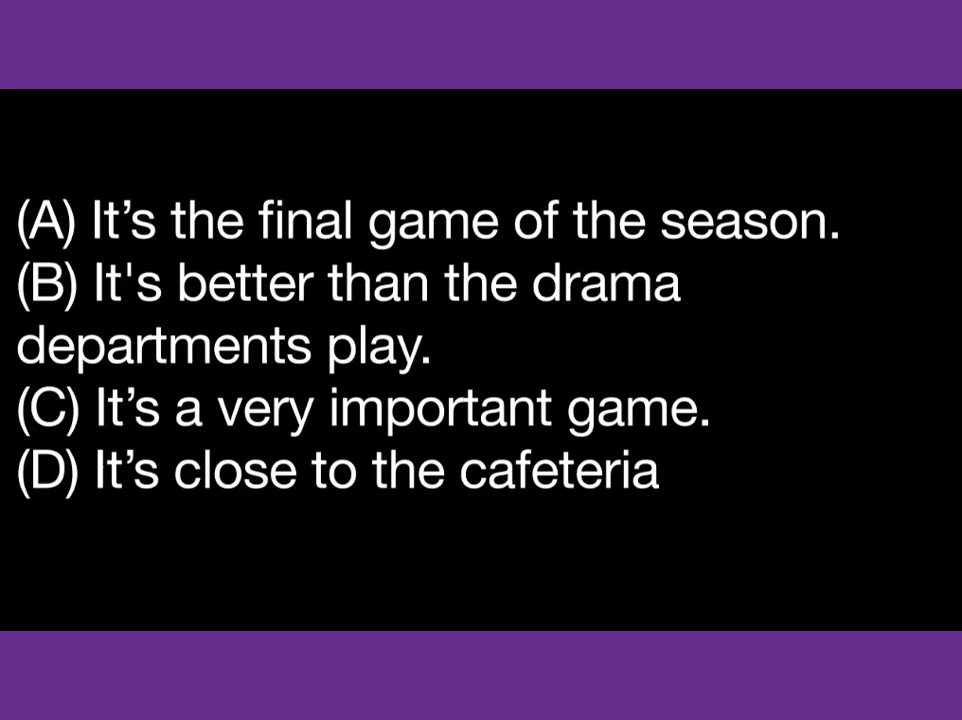 (A) It’s the final game of the season.
(B) It's better than the drama
departments play.
(C) It’s a very important game.
(D) It’s close to the cafeteria